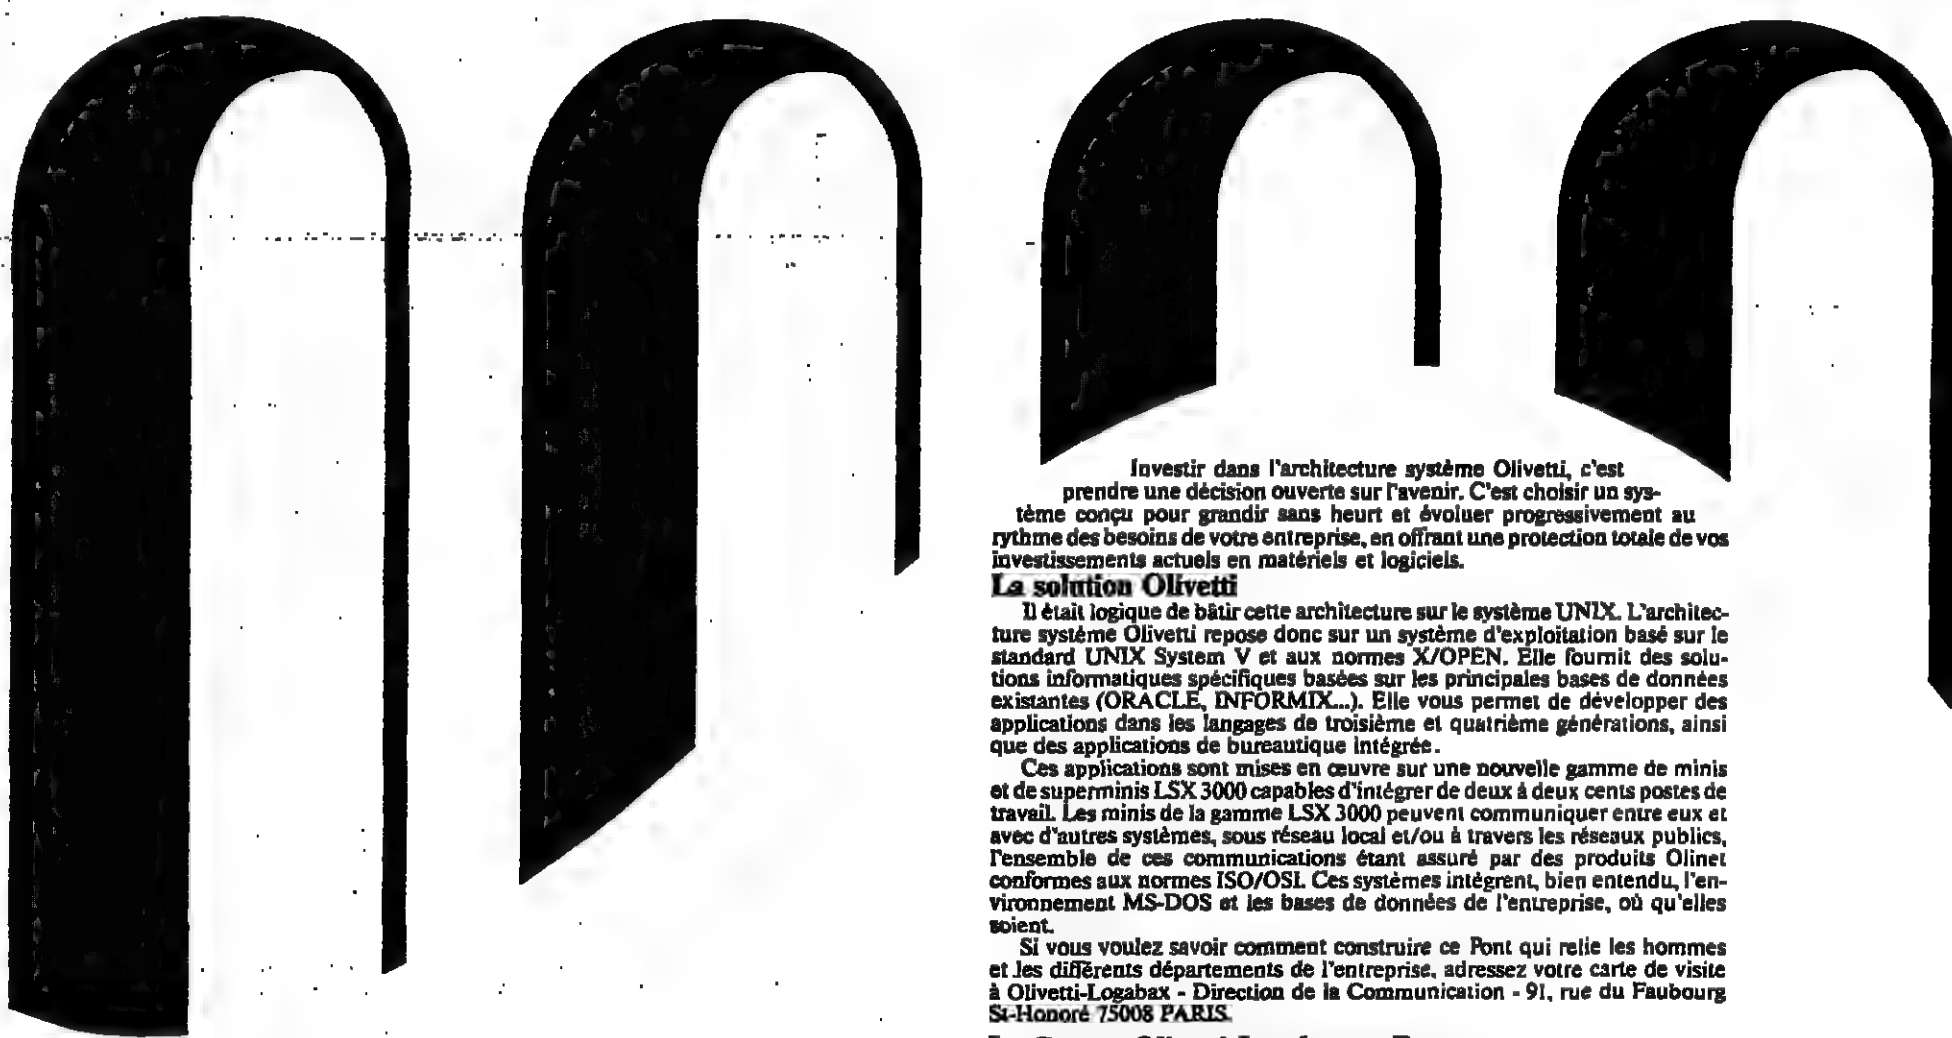 Investir dans l'architecture système Olivetti, c'est
prendre une décision ouverte sur l'avenir. C'est choisir un sys-
tème conçu pour grandir sans heurt et évoluer progressivement au
rythme des besoins de votre entreprise, en offrant une protection totale de vos
investissements actuels en matériels et logiciels.
La solution Olivetti
Il était logique de bâtir cette architecture sur le système UNIX. L'architec-
ture système Olivetti repose donc sur un système d'exploitation basé sur le
standard UNIX System V et aux normes X/OPEN. Elle fournit des solu-
tions informatiques spécifiques basées sur les principales bases de données
existantes (ORACLE, INFORMIX...). Elle vous permet de développer des
applications dans les langages de troisième et quatrième générations, ainsi
que des applications de bureautique intégrée.
Ces applications sont mises en œuvre sur une nouvelle gamme de minis
et de superminis LSX 3000 capables d'intégrer de deux à deux cents postes de
travail. Les minis de la gamme LSX 3000 peuvent communiquer entre eux et
avec d'autres systèmes, sous réseau local et/ou à travers les réseaux publics,
l'ensemble de ces communications étant assuré par des produits Olinet
conformes aux normes ISO/OSI. Ces systèmes intègrent, bien entendu, l'en-
vironnement MS-DOS et les bases de données de l'entreprise, où qu'elles
soient.
Si vous voulez savoir comment construire ce Pont qui relie les hommes
et les différents départements de l'entreprise, adressez votre carte de visite
à Olivetti-Logabax - Direction de la Communication - 91, rue du Faubourg
St-Honoré 75008 PARIS.